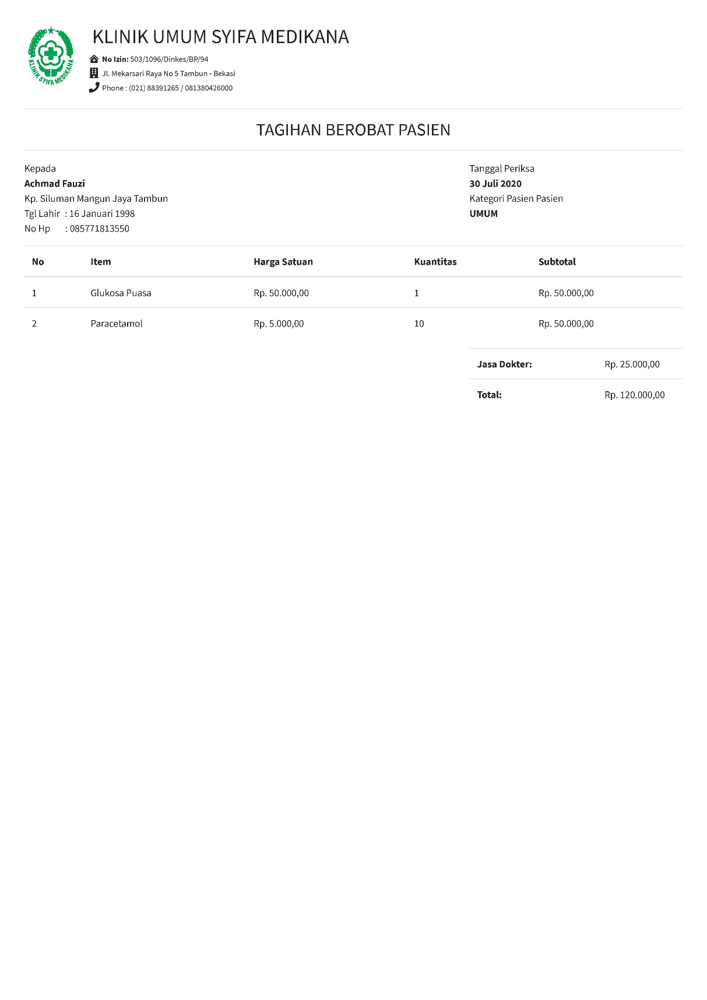 KLINIK UMUM SYIFA MEDIKANA
KLINIK SYIFA MEDIKANA
No Izin: 503/1096/Dinkes/BP/94
Jl. Mekarsari Raya No 5 Tambun - Bekasi
Phone : (021) 88391265 / 081380426000
TAGIHAN BEROBAT PASIEN
Kepada
Achmad Fauzi
Kp. Siluman Mangun Jaya Tambun
Tgl Lahir : 16 Januari 1998
No Hp : 085771813550
Tanggal Periksa
30 Juli 2020
Kategori Pasien Pasien
UMUM
No Item Harga Satuan Kuantitas Subtotal
1 Glukosa Puasa Rp. 50.000,00 1 Rp. 50.000,00
2 Paracetamol Rp. 5.000,00 10 Rp. 50.000,00
Jasa Dokter: Rp. 25.000,00
Total: Rp. 120.000,00